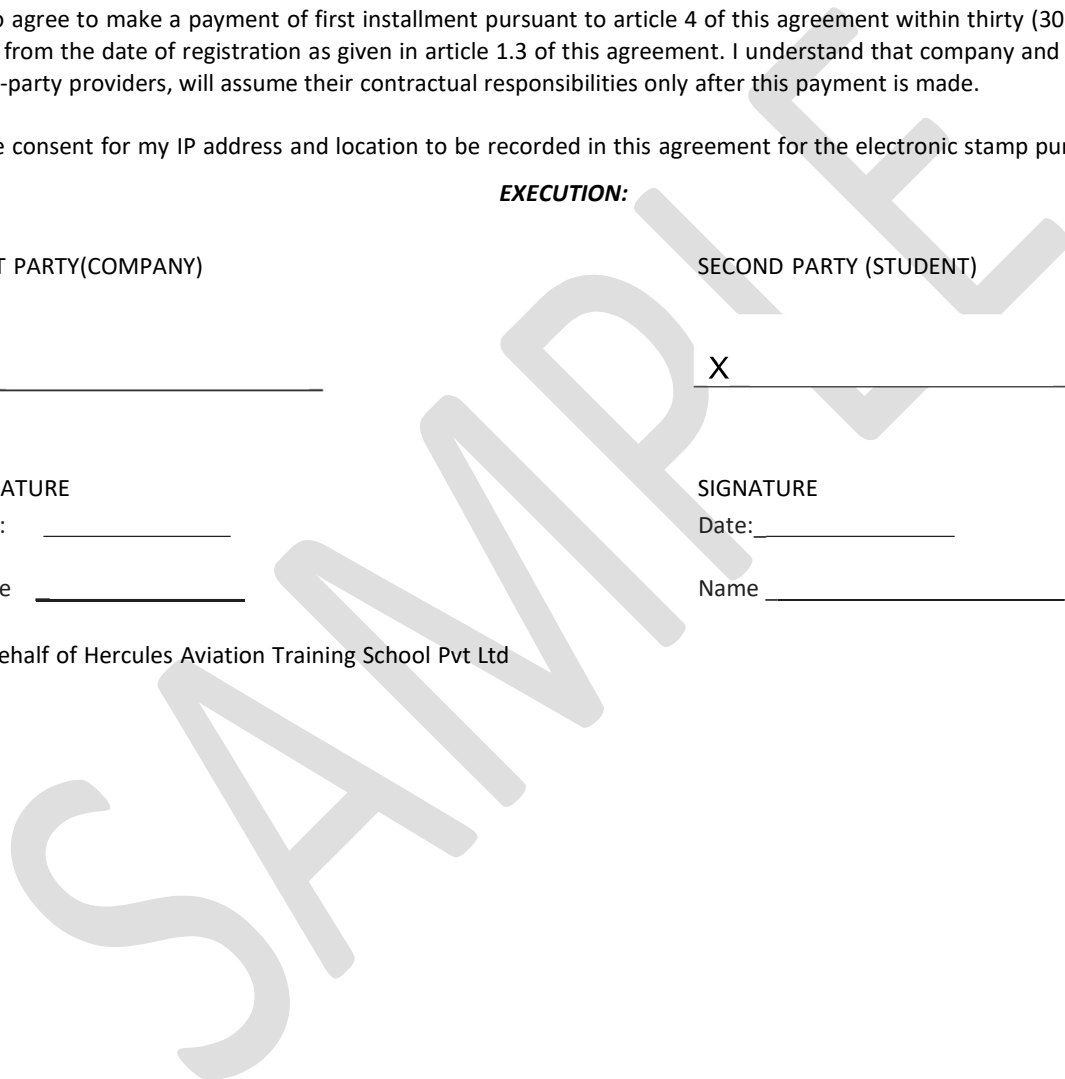 o agree to make a payment of first installment pursuant to article 4 of this agreement within thirty (30
from the date of registration as given in article 1.3 of this agreement. I understand that company and
-party providers, will assume their contractual responsibilities only after this payment is made.
e consent for my IP address and location to be recorded in this agreement for the electronic stamp pur
EXECUTION:
T PARTY(COMPANY) SECOND PARTY (STUDENT)
X
ATURE SIGNATURE
: Date:
e Name
ehalf of Hercules Aviation Training School Pvt Ltd
SAMPLE